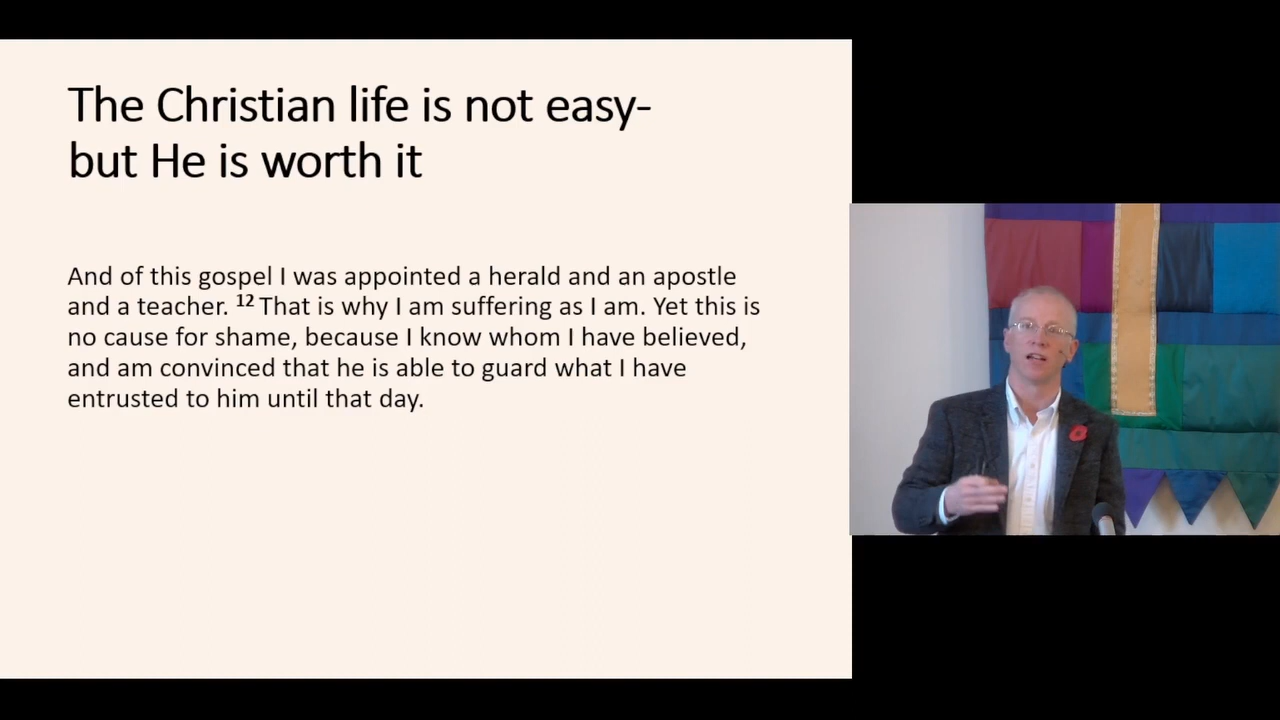 The Christian life is not easy-
but He is worth it
And of this gospel I was appointed a herald and an apostle
and a teacher. 12 That is why I am suffering as I am. Yet this is
no cause for shame, because I know whom I have believed,
and am convinced that he is able to guard what I have
entrusted to him until that day.